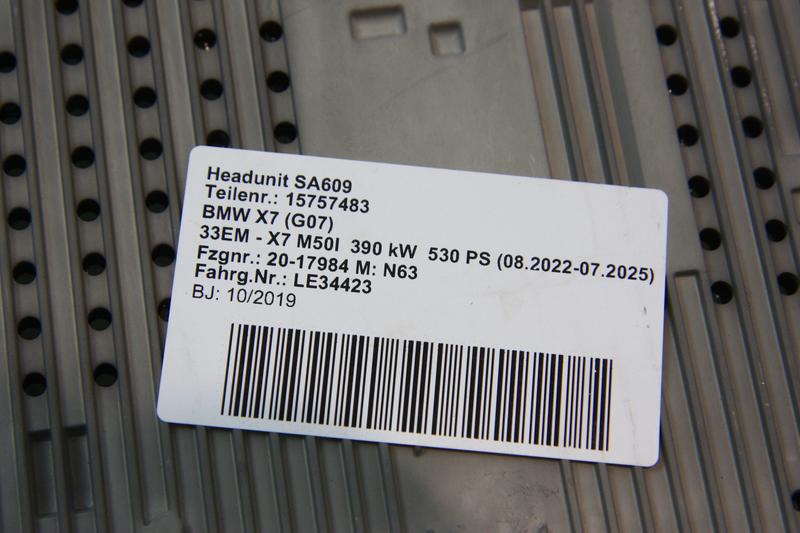 Headunit SA609
Teilenr.: 15757483
BMW X7 (G07)
33EM - X7 M50I 390 kW 530 PS (08.2022-07.2025)
Fzgnr.: 20-17984 M: N63
Fahrg.Nr.: LE34423
BJ: 10/2019